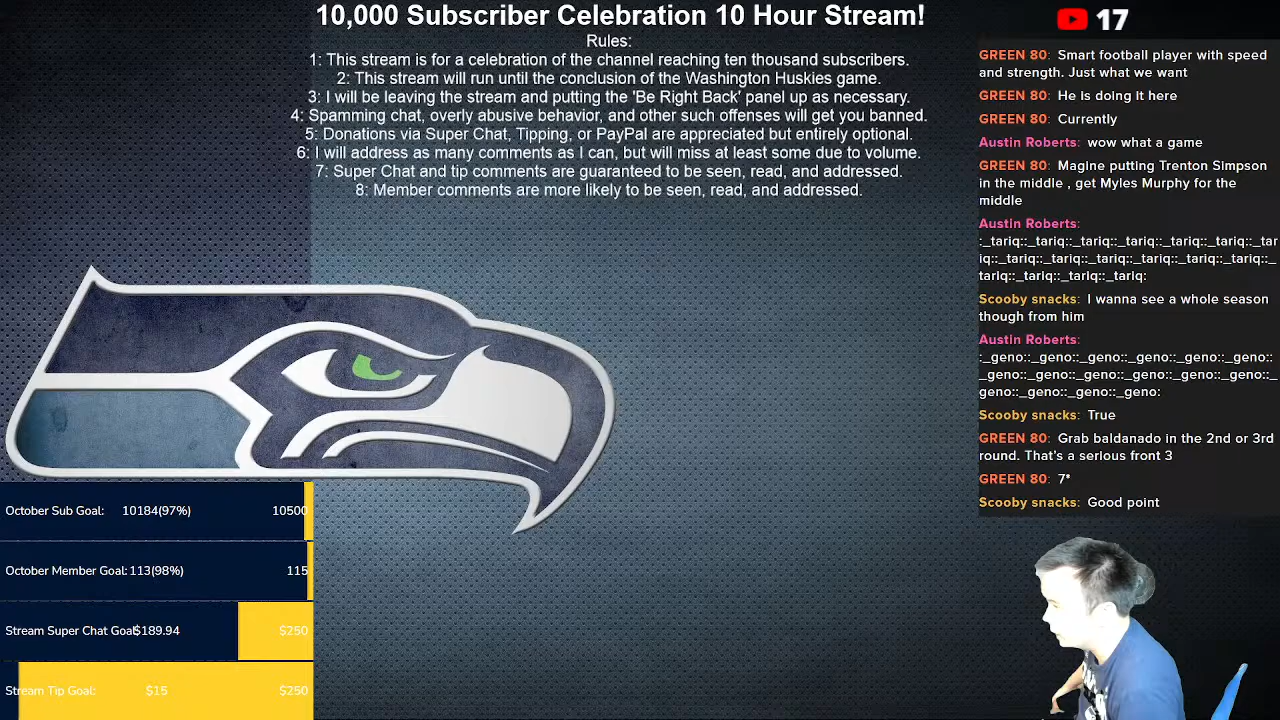 10,000 Subscriber Celebration 10 Hour Stream!
Rules:
1: This stream is for a celebration of the channel reaching ten thousand subscribers.
2: This stream will run until the conclusion of the Washington Huskies game.
3: I will be leaving the stream and putting the 'Be Right Back' panel up as necessary.
4: Spamming chat, overly abusive behavior, and other such offenses will get you banned.
5: Donations via Super Chat, Tipping, or PayPal are appreciated but entirely optional.
6: I will address as many comments as I can, but will miss at least some due to volume.
7: Super Chat and tip comments are guaranteed to be seen, read, and addressed.
8: Member comments are more likely to be seen, read, and addressed.
17
GREEN 80: Smart football player with speed
and strength. Just what we want
GREEN 80: He is doIng it here
GREEN 80: Currently
Austin Roberts: wow what a game
GREEN 80: Magine putting Trenton SImpson
in the middle , get Myles Murphy for the
middle
Austin Roberts:
:_tariq::_tariq::_tariq::_tariq::_tariq::_tariq::_tar
iq::_tariq::_tariq::_tariq::_tariq::_tariq::_tariq::_
tariq::_tariq::_tariq::_tariq:
Scooby snacks: I wanna see a whole season
though from him
Austin Roberts:
:_geno::_geno::_geno::_geno::_geno::_geno::
_geno::_geno::_geno::_geno::_geno::_geno::_
geno::_geno::_geno::_geno:
Scooby snacks: True
GREEN 80: Grab baldanado in the 2nd or 3rd
round. That's a serious front 3
GREEN 80: 7*
Scooby snacks: Good point
October Sub Goal: 10184(97%) 10500
October Member Goal: 113(98%) 115
Stream Super Chat Goal: $189.94 $250
Stream Tip Goal: $15 $250